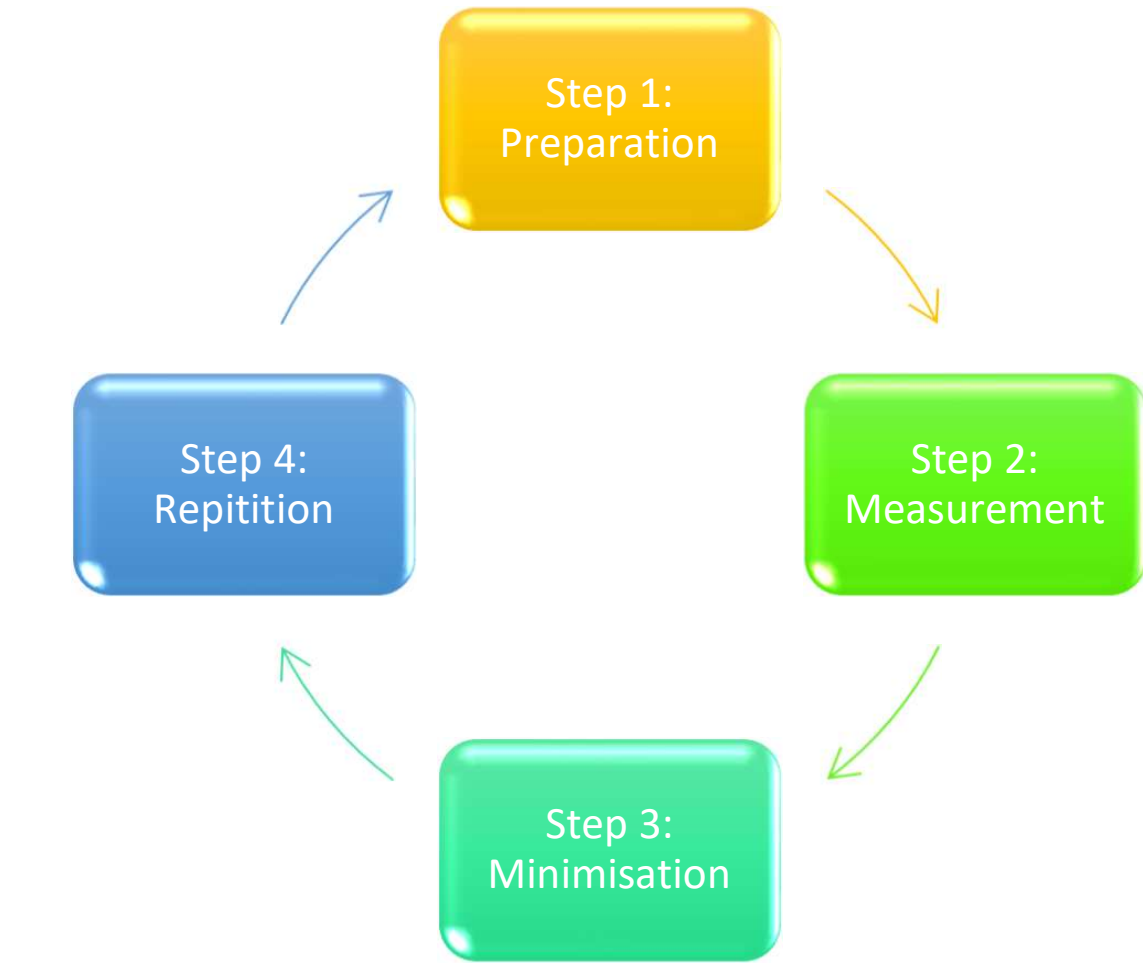 Step 1:
Preparation
Step 2:
Measurement
Step 3:
Minimisation
Step 4:
Repitition